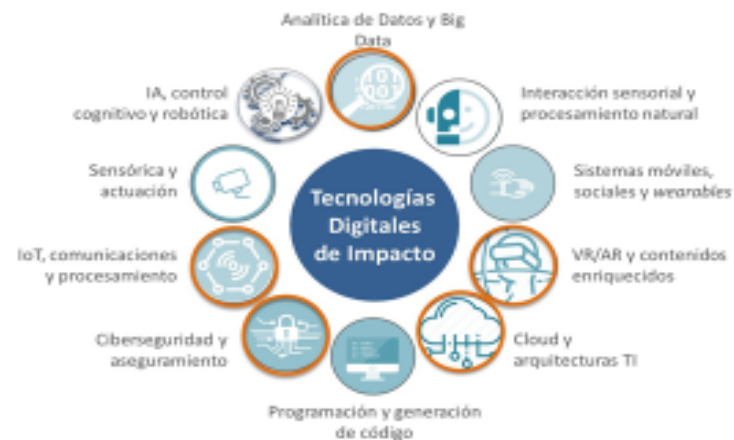 Analítica de Datos y Big
Data
IA, control
cognitivo y robótica
Interacción sensorial y
procesamiento natural
Sensórica y
actuación
Tecnologías
Digitales
de Impacto
Sistemas móviles,
sociales y wearables
IoT, comunicaciones
y procesamiento
VR/AR y contenidos
enriquecidos
Ciberseguridad y
aseguramiento
Cloud y
arquitecturas TI
Programación y generación
de código